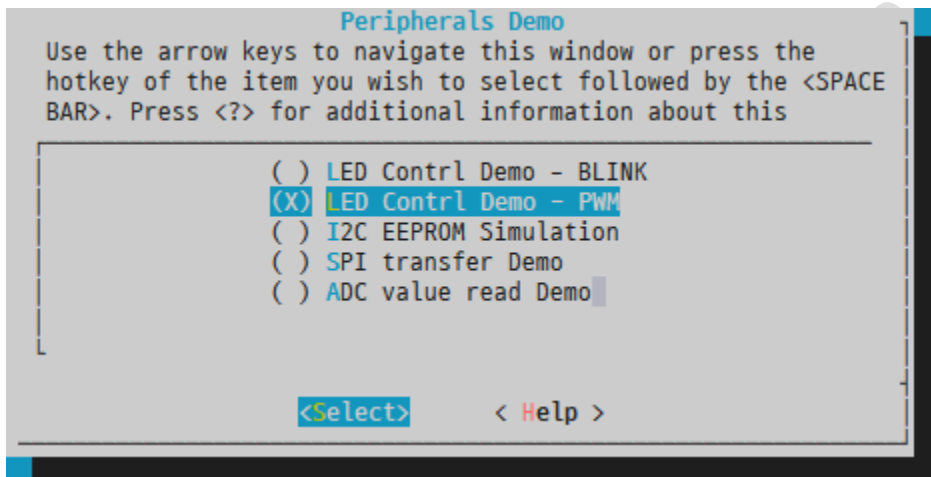 Peripherals Demo
Use the arrow keys to navigate this window or press the
hotkey of the item you wish to select followed by the <SPACE
BAR>. Press <?> for additional information about this
( ) LED Contrl Demo - BLINK
(X) LED Contrl Demo - PWM
( ) I2C EEPROM Simulation
( ) SPI transfer Demo
( ) ADC value read Demo
<Select> < Help >